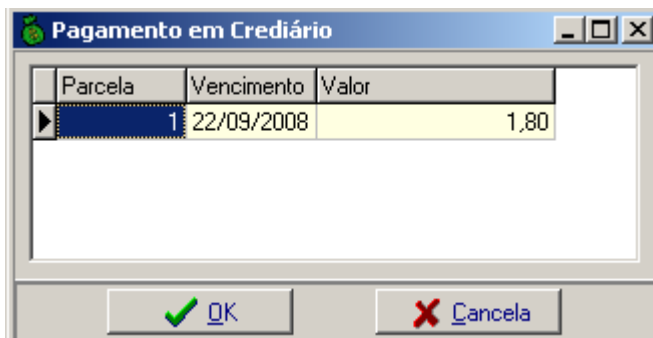 Pagamento em Crediário
Parcela Vencimento Valor
1 22/09/2008 1,80
OK Cancela